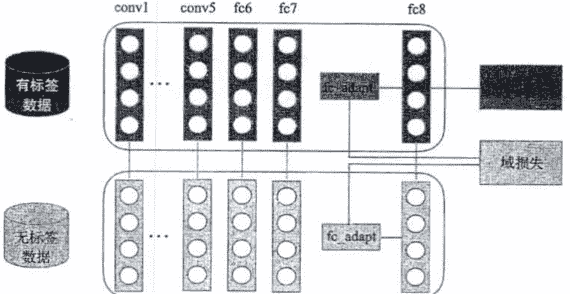 conv1 conv5 fc6 fc7 fc8
有标签
数据
... fc_adapt
域损失
无标签
数据
... fc_adapt